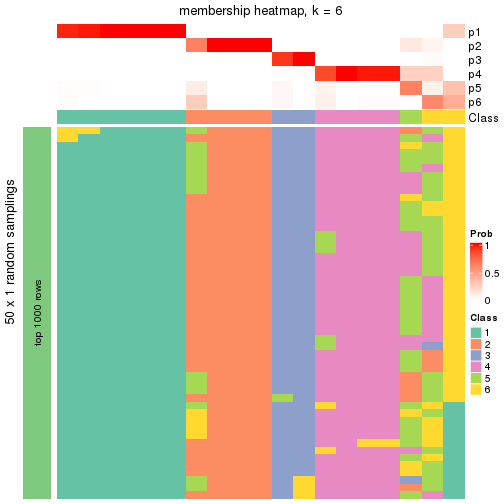 membership heatmap, k = 6
p1
p2
p3
p4
p5
p6
Class
50 x 1 random samplings
top 1000 rows
Prob
1
0.5
0
Class
1
2
3
4
5
6